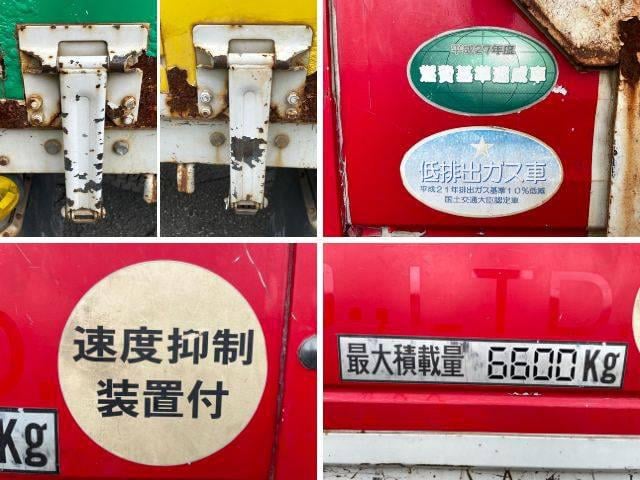 平成27年度
燃費基準達成車
低排出ガス車
平成21年排出ガス基準10%低減
国土交通大臣認定車
速度抑制
装置付
Kg
L T D
最大積載量 6600Kg